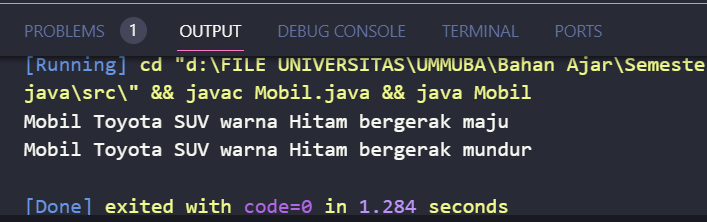 PROBLEMS 1 OUTPUT DEBUG CONSOLE TERMINAL PORTS
[Running] cd "d:\FILE UNIVERSITAS\UMMUBA\Bahan Ajar\Semeste
java\src\" && javac Mobil.java && java Mobil
Mobil Toyota SUV warna Hitam bergerak maju
Mobil Toyota SUV warna Hitam bergerak mundur
[Done] exited with code=0 in 1.284 seconds